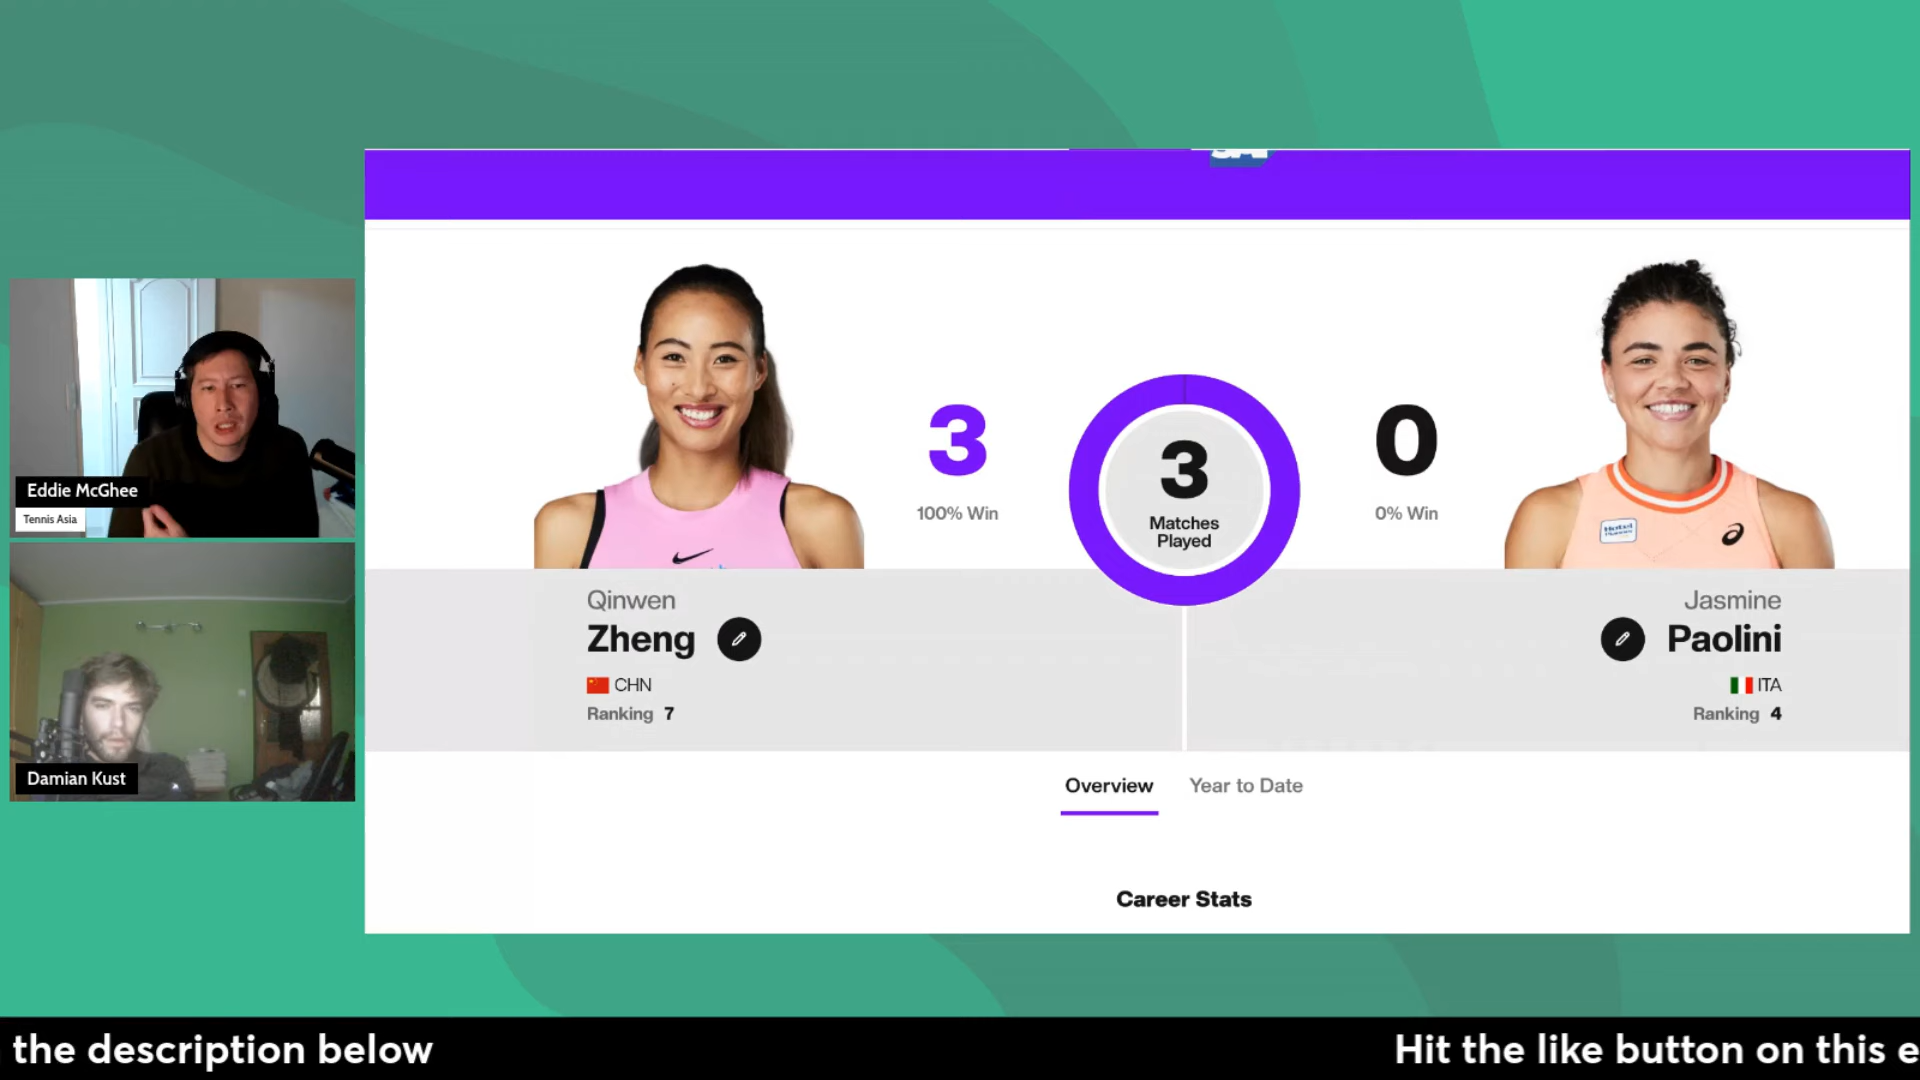 Eddie McGhee
Tennis Asia
Damian Kust
3
100% Win
3
Matches
Played
0
0% Win
Qinwen
Zheng
CHN
Ranking 7
Jasmine
Paolini
ITA
Ranking 4
Overview
Year to Date
Career Stats
the description below
Hit the like button on this e